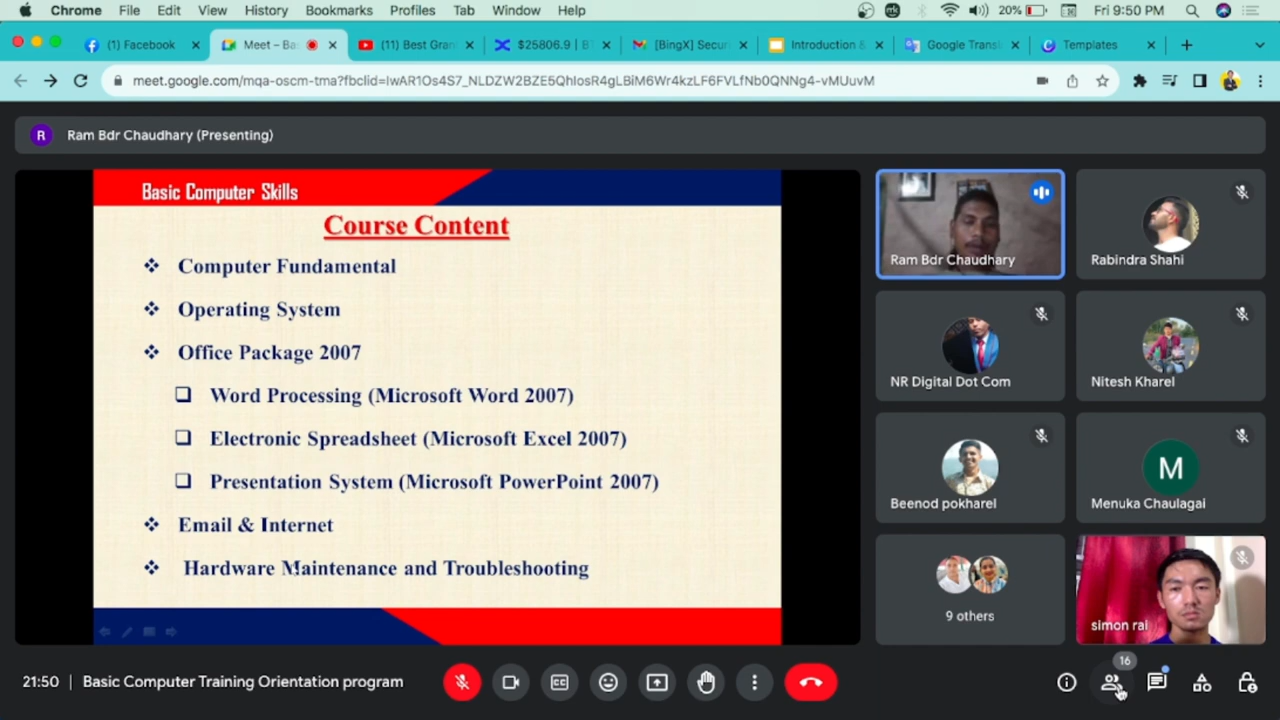 Chrome File Edit View History Bookmarks Profiles Tab Window Help 20% Fri 9:50 PM
(1) Facebook Meet – Ba (11) Best Gran $25806.9 | BT [BingX] Secur Introduction & Google Trans Templates
meet.google.com/mqa-oscm-tma?fbclid=IwAR1Os4S7_NLDZW2BZE5QhIosR4gLBiM6Wr4kzLF6FVLfNb0QNNg4-vMUuvM
R Ram Bdr Chaudhary (Presenting)
Basic Computer Skills
Course Content
Computer Fundamental
Operating System
Office Package 2007
Word Processing (Microsoft Word 2007)
Electronic Spreadsheet (Microsoft Excel 2007)
Presentation System (Microsoft PowerPoint 2007)
Email & Internet
Hardware Maintenance and Troubleshooting
Ram Bdr Chaudhary
Rabindra Shahi
NR Digital Dot Com
Nitesh Kharel
Beenod pokharel
M
Menuka Chaulagai
9 others
simon rai
21:50 | Basic Computer Training Orientation program
16